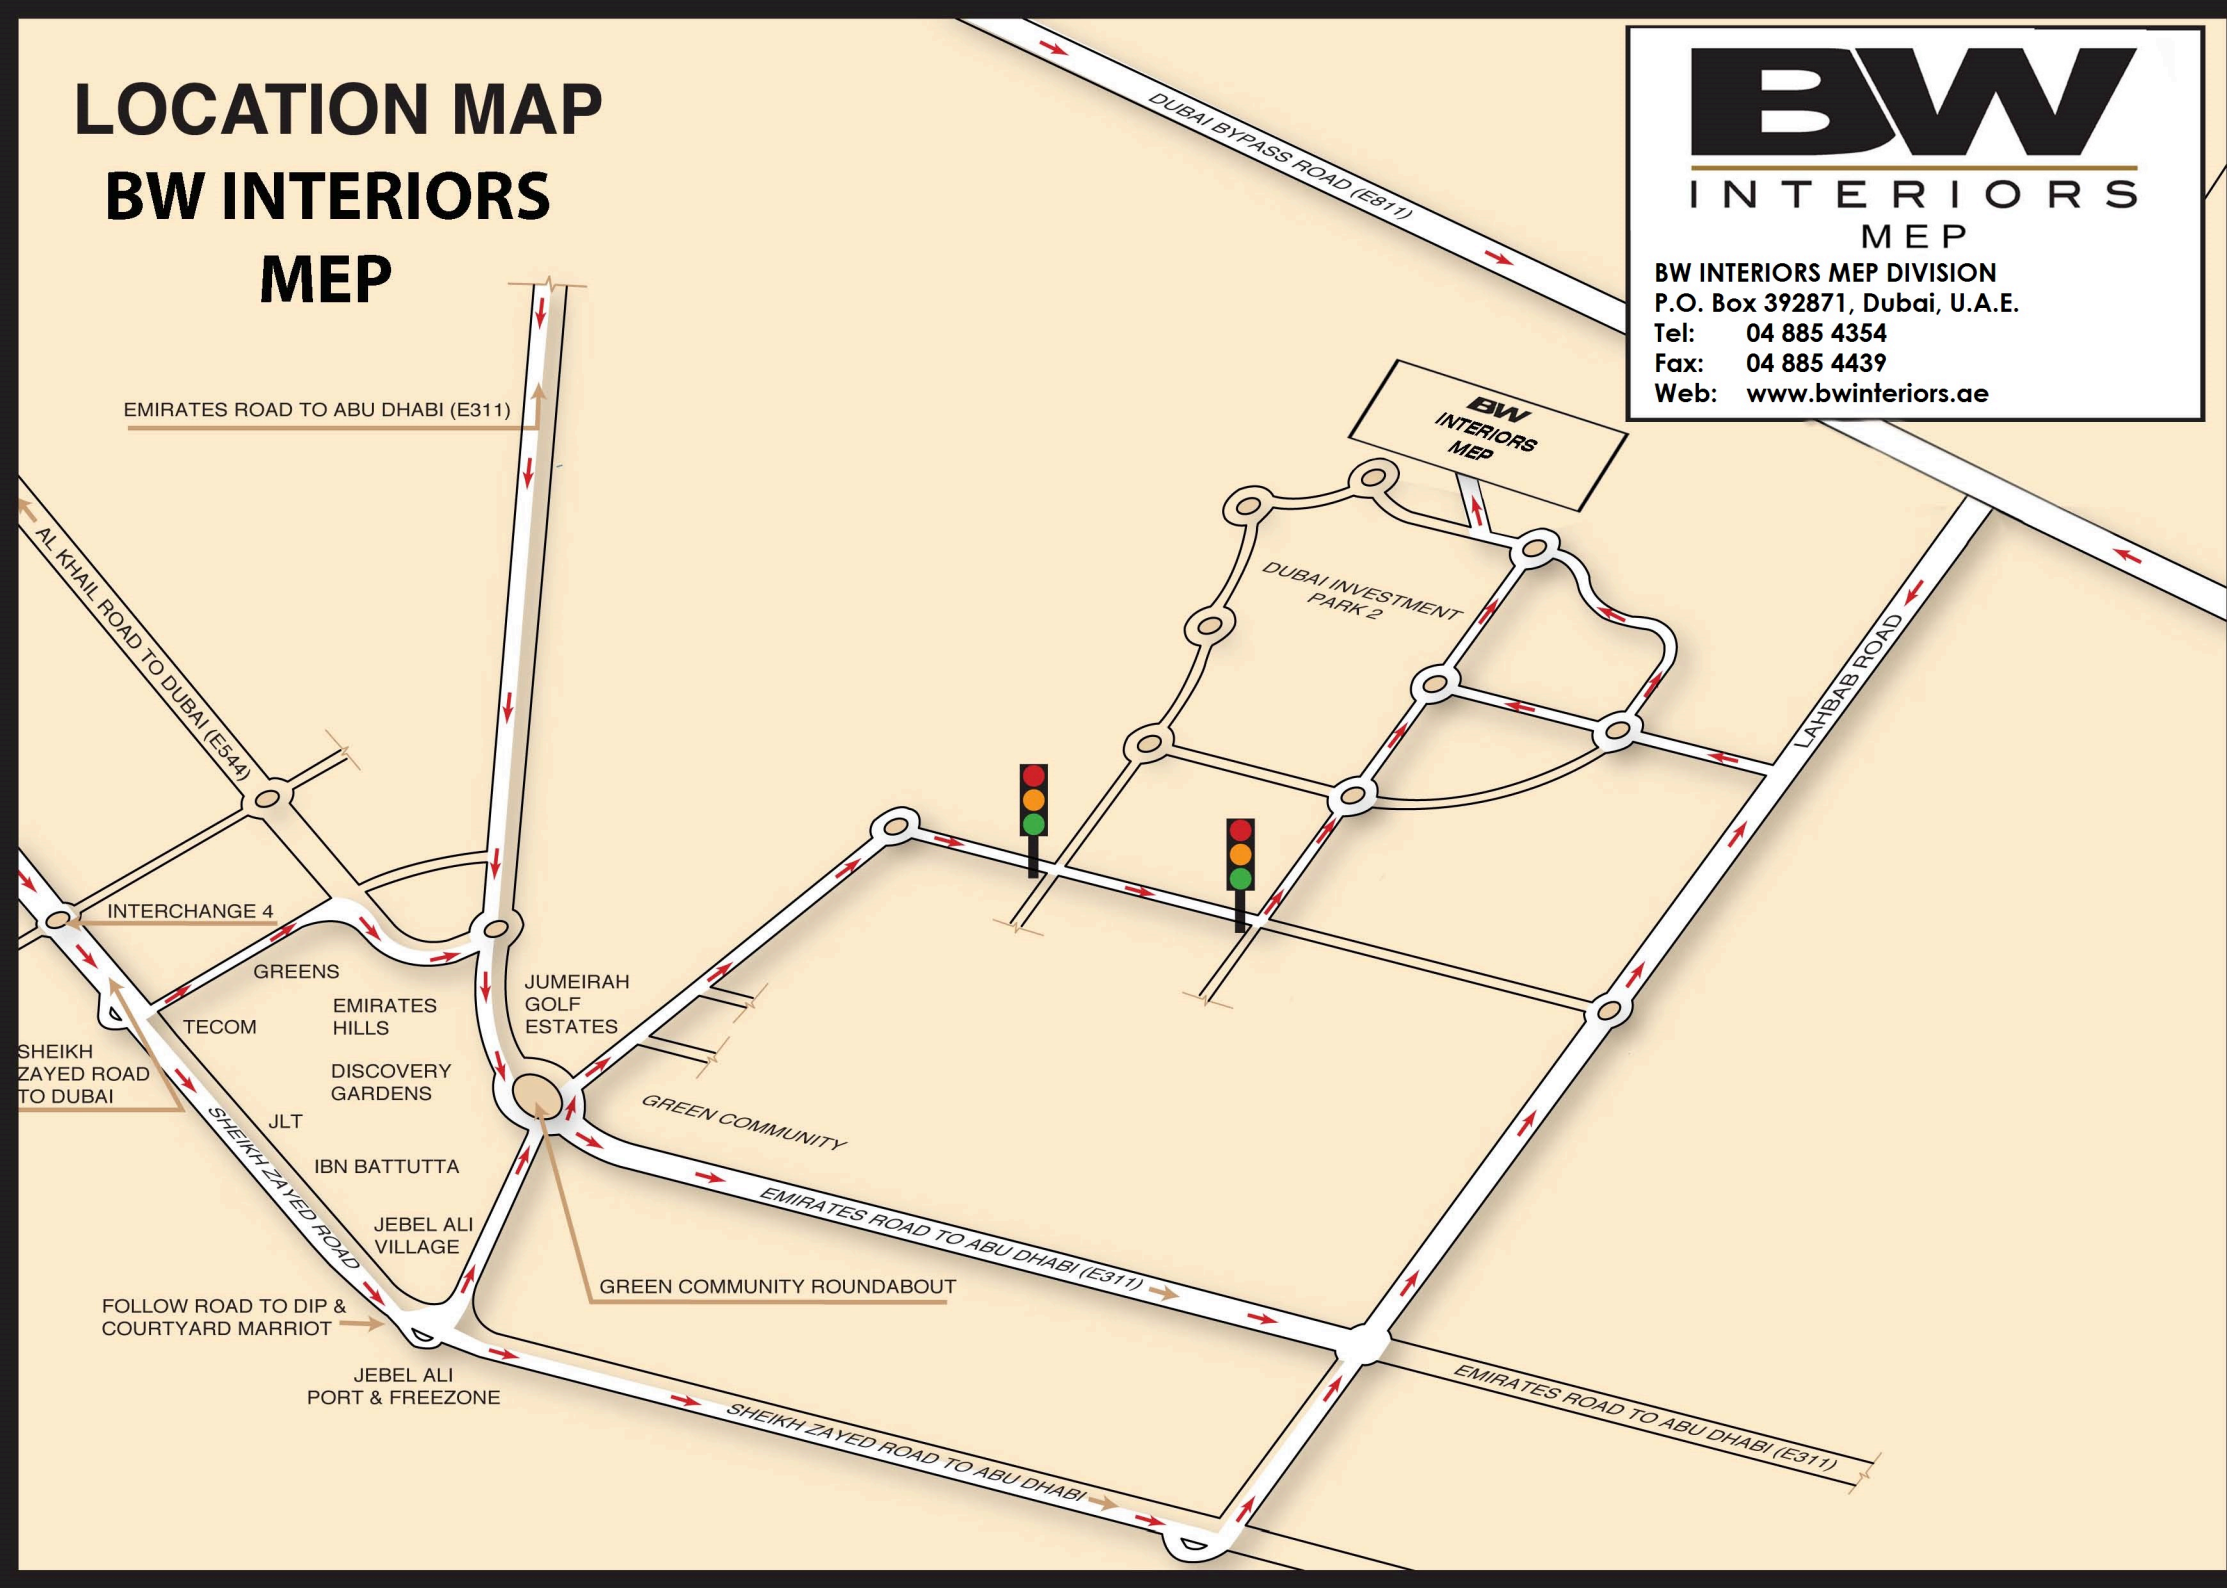 LOCATION MAP
BW INTERIORS
MEP
BW
INTERIORS
MEP
BW INTERIORS MEP DIVISION
P.O. Box 392871, Dubai, U.A.E.
Tel: 04 885 4354
Fax: 04 885 4439
Web: www.bwinteriors.ae
DUBAI BYPASS ROAD (E811)
EMIRATES ROAD TO ABU DHABI (E311)
BW
INTERIORS
MEP
AL KHAIL ROAD TO DUBAI (E544)
DUBAI INVESTMENT
PARK 2
LAHBAB ROAD
INTERCHANGE 4
GREENS
EMIRATES
HILLS
JUMEIRAH
GOLF
ESTATES
TECOM
SHEIKH
ZAYED ROAD
TO DUBAI
DISCOVERY
GARDENS
JLT
GREEN COMMUNITY
SHEIKH ZAYED ROAD
IBN BATTUTTA
JEBEL ALI
VILLAGE
EMIRATES ROAD TO ABU DHABI (E311)
GREEN COMMUNITY ROUNDABOUT
FOLLOW ROAD TO DIP &
COURTYARD MARRIOT
JEBEL ALI
PORT & FREEZONE
EMIRATES ROAD TO ABU DHABI (E311)
SHEIKH ZAYED ROAD TO ABU DHABI